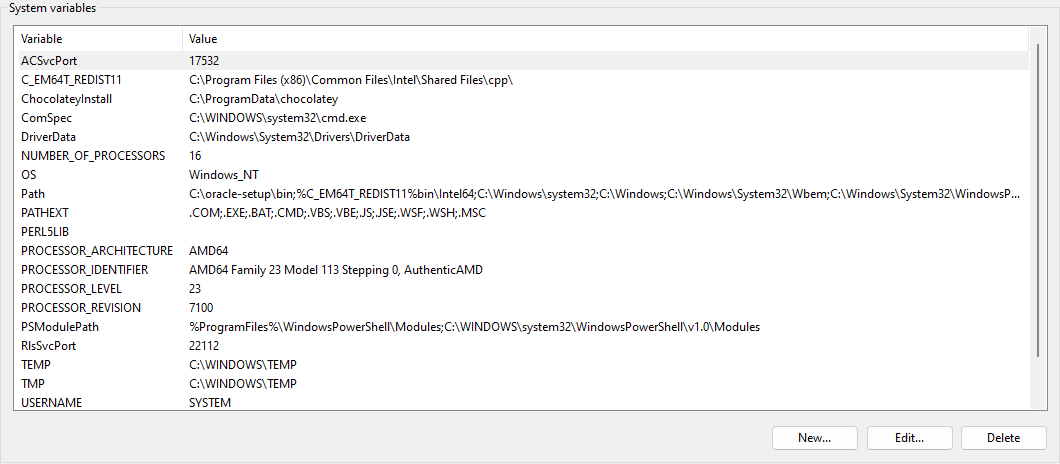 System variables
Variable Value
ACSvcPort 17532
C_EM64T_REDIST11 C:\Program Files (x86)\Common Files\Intel\Shared Files\cpp\
ChocolateyInstall C:\ProgramData\chocolatey
ComSpec C:\WINDOWS\system32\cmd.exe
DriverData C:\Windows\System32\Drivers\DriverData
NUMBER_OF_PROCESSORS 16
OS Windows_NT
Path C:\oracle-setup\bin;%C_EM64T_REDIST11%bin\Intel64;C:\Windows\system32;C:\Windows;C:\Windows\System32\Wbem;C:\Windows\System32\WindowsP...
PATHEXT .COM;.EXE;.BAT;.CMD;.VBS;.VBE;.JS;.JSE;.WSF;.WSH;.MSC
PERL5LIB
PROCESSOR_ARCHITECTURE AMD64
PROCESSOR_IDENTIFIER AMD64 Family 23 Model 113 Stepping 0, AuthenticAMD
PROCESSOR_LEVEL 23
PROCESSOR_REVISION 7100
PSModulePath %ProgramFiles%\WindowsPowerShell\Modules;C:\WINDOWS\system32\WindowsPowerShell\v1.0\Modules
RlsSvcPort 22112
TEMP C:\WINDOWS\TEMP
TMP C:\WINDOWS\TEMP
USERNAME SYSTEM
New... Edit... Delete